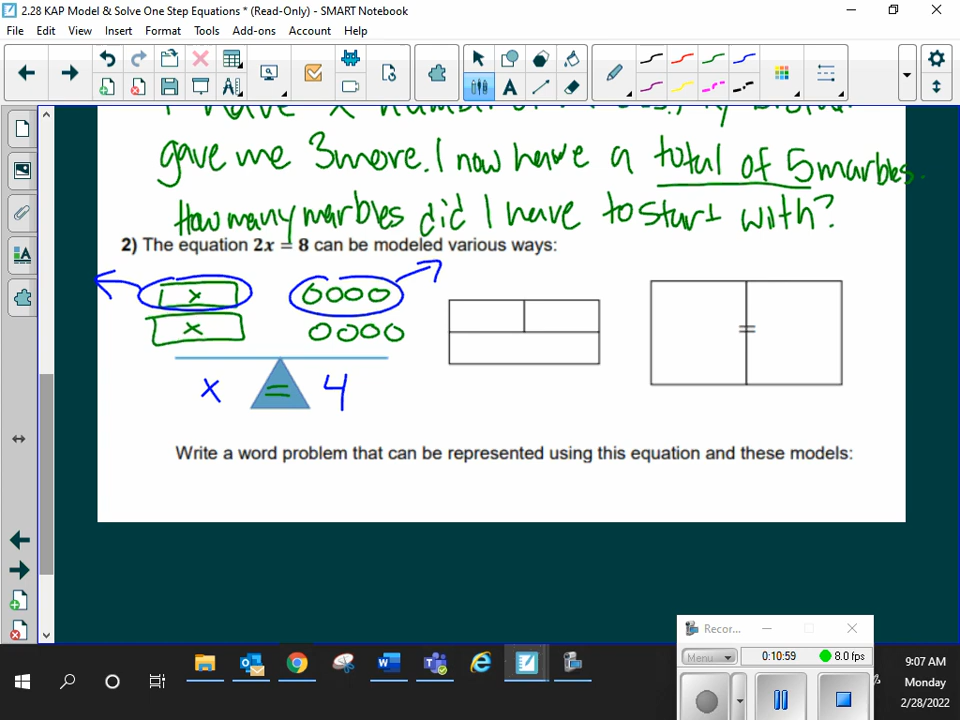 2.28 KAP Model & Solve One Step Equations * (Read-Only) - SMART Notebook
File Edit View Insert Format Tools Add-ons Account Help
I have x number of
gave me 3 more. I now have a total of 5 marbles.
How many marbles did I have to start with?
2) The equation 2x = 8 can be modeled various ways:
x
x
x = 4
=
Write a word problem that can be represented using this equation and these models:
Recor...
Menu 0:10:59 8.0 fps
9:07 AM
Monday
2/28/2022